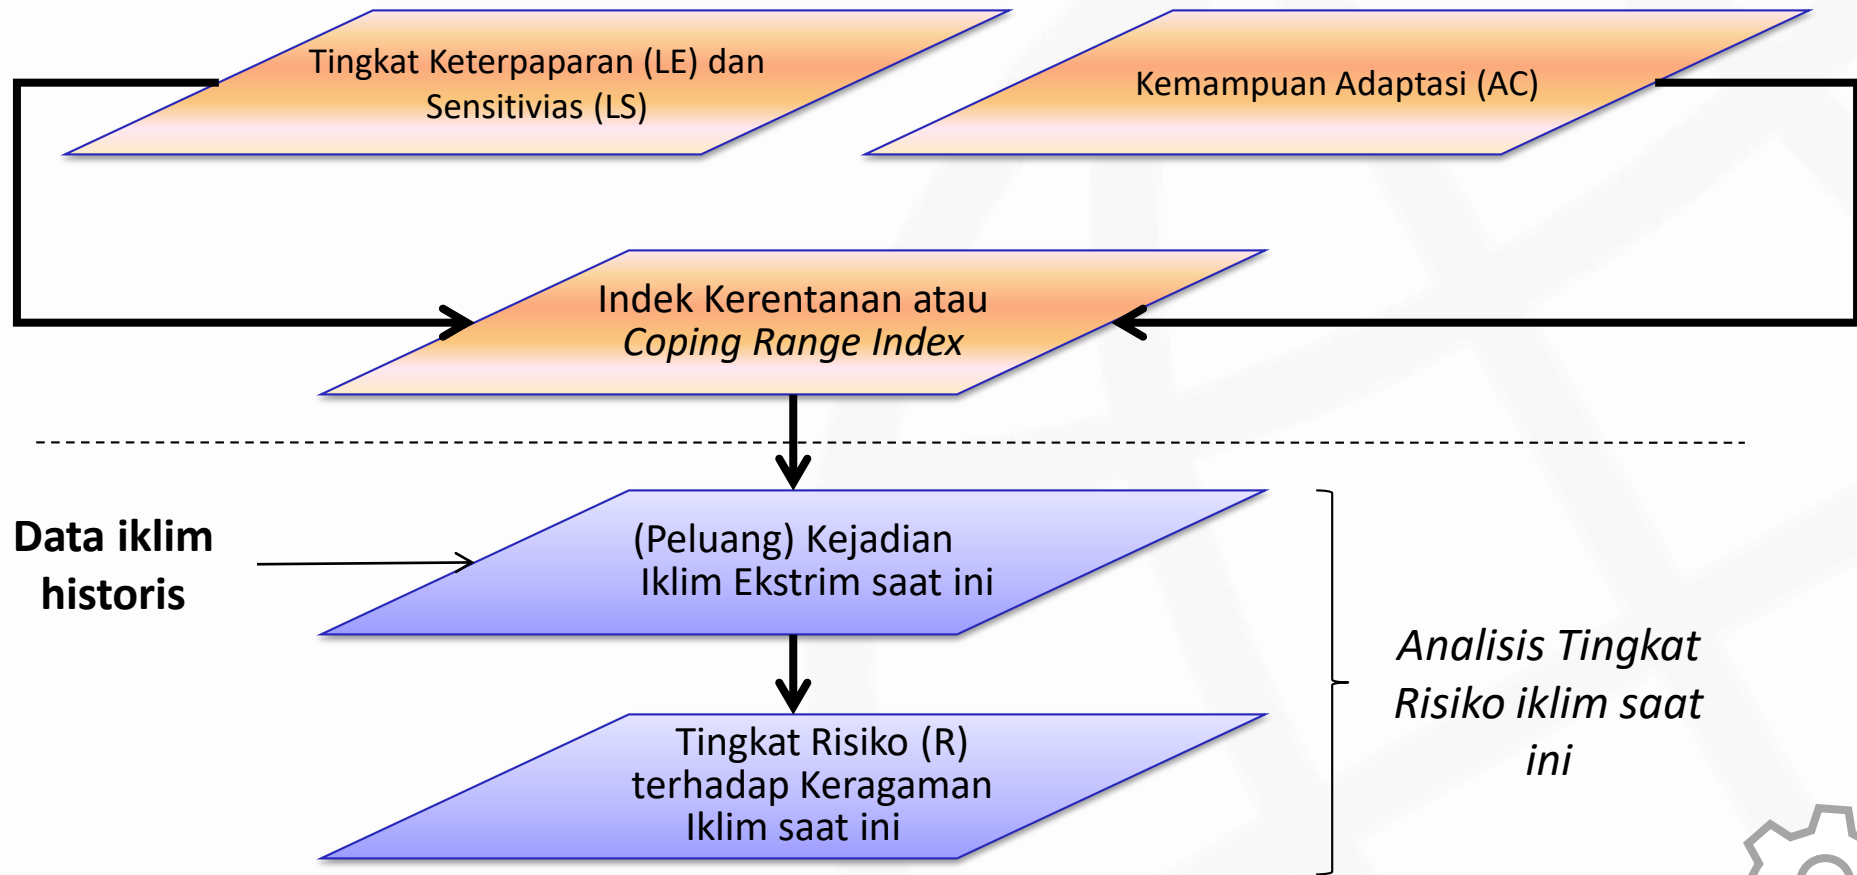 Tingkat Keterpaparan (LE) dan
Sensitivias (LS)
Kemampuan Adaptasi (AC)
Indek Kerentanan atau
Coping Range Index
Data iklim
historis
(Peluang) Kejadian
Iklim Ekstrim saat ini
Tingkat Risiko (R)
terhadap Keragaman
Iklim saat ini
Analisis Tingkat
Risiko iklim saat
ini